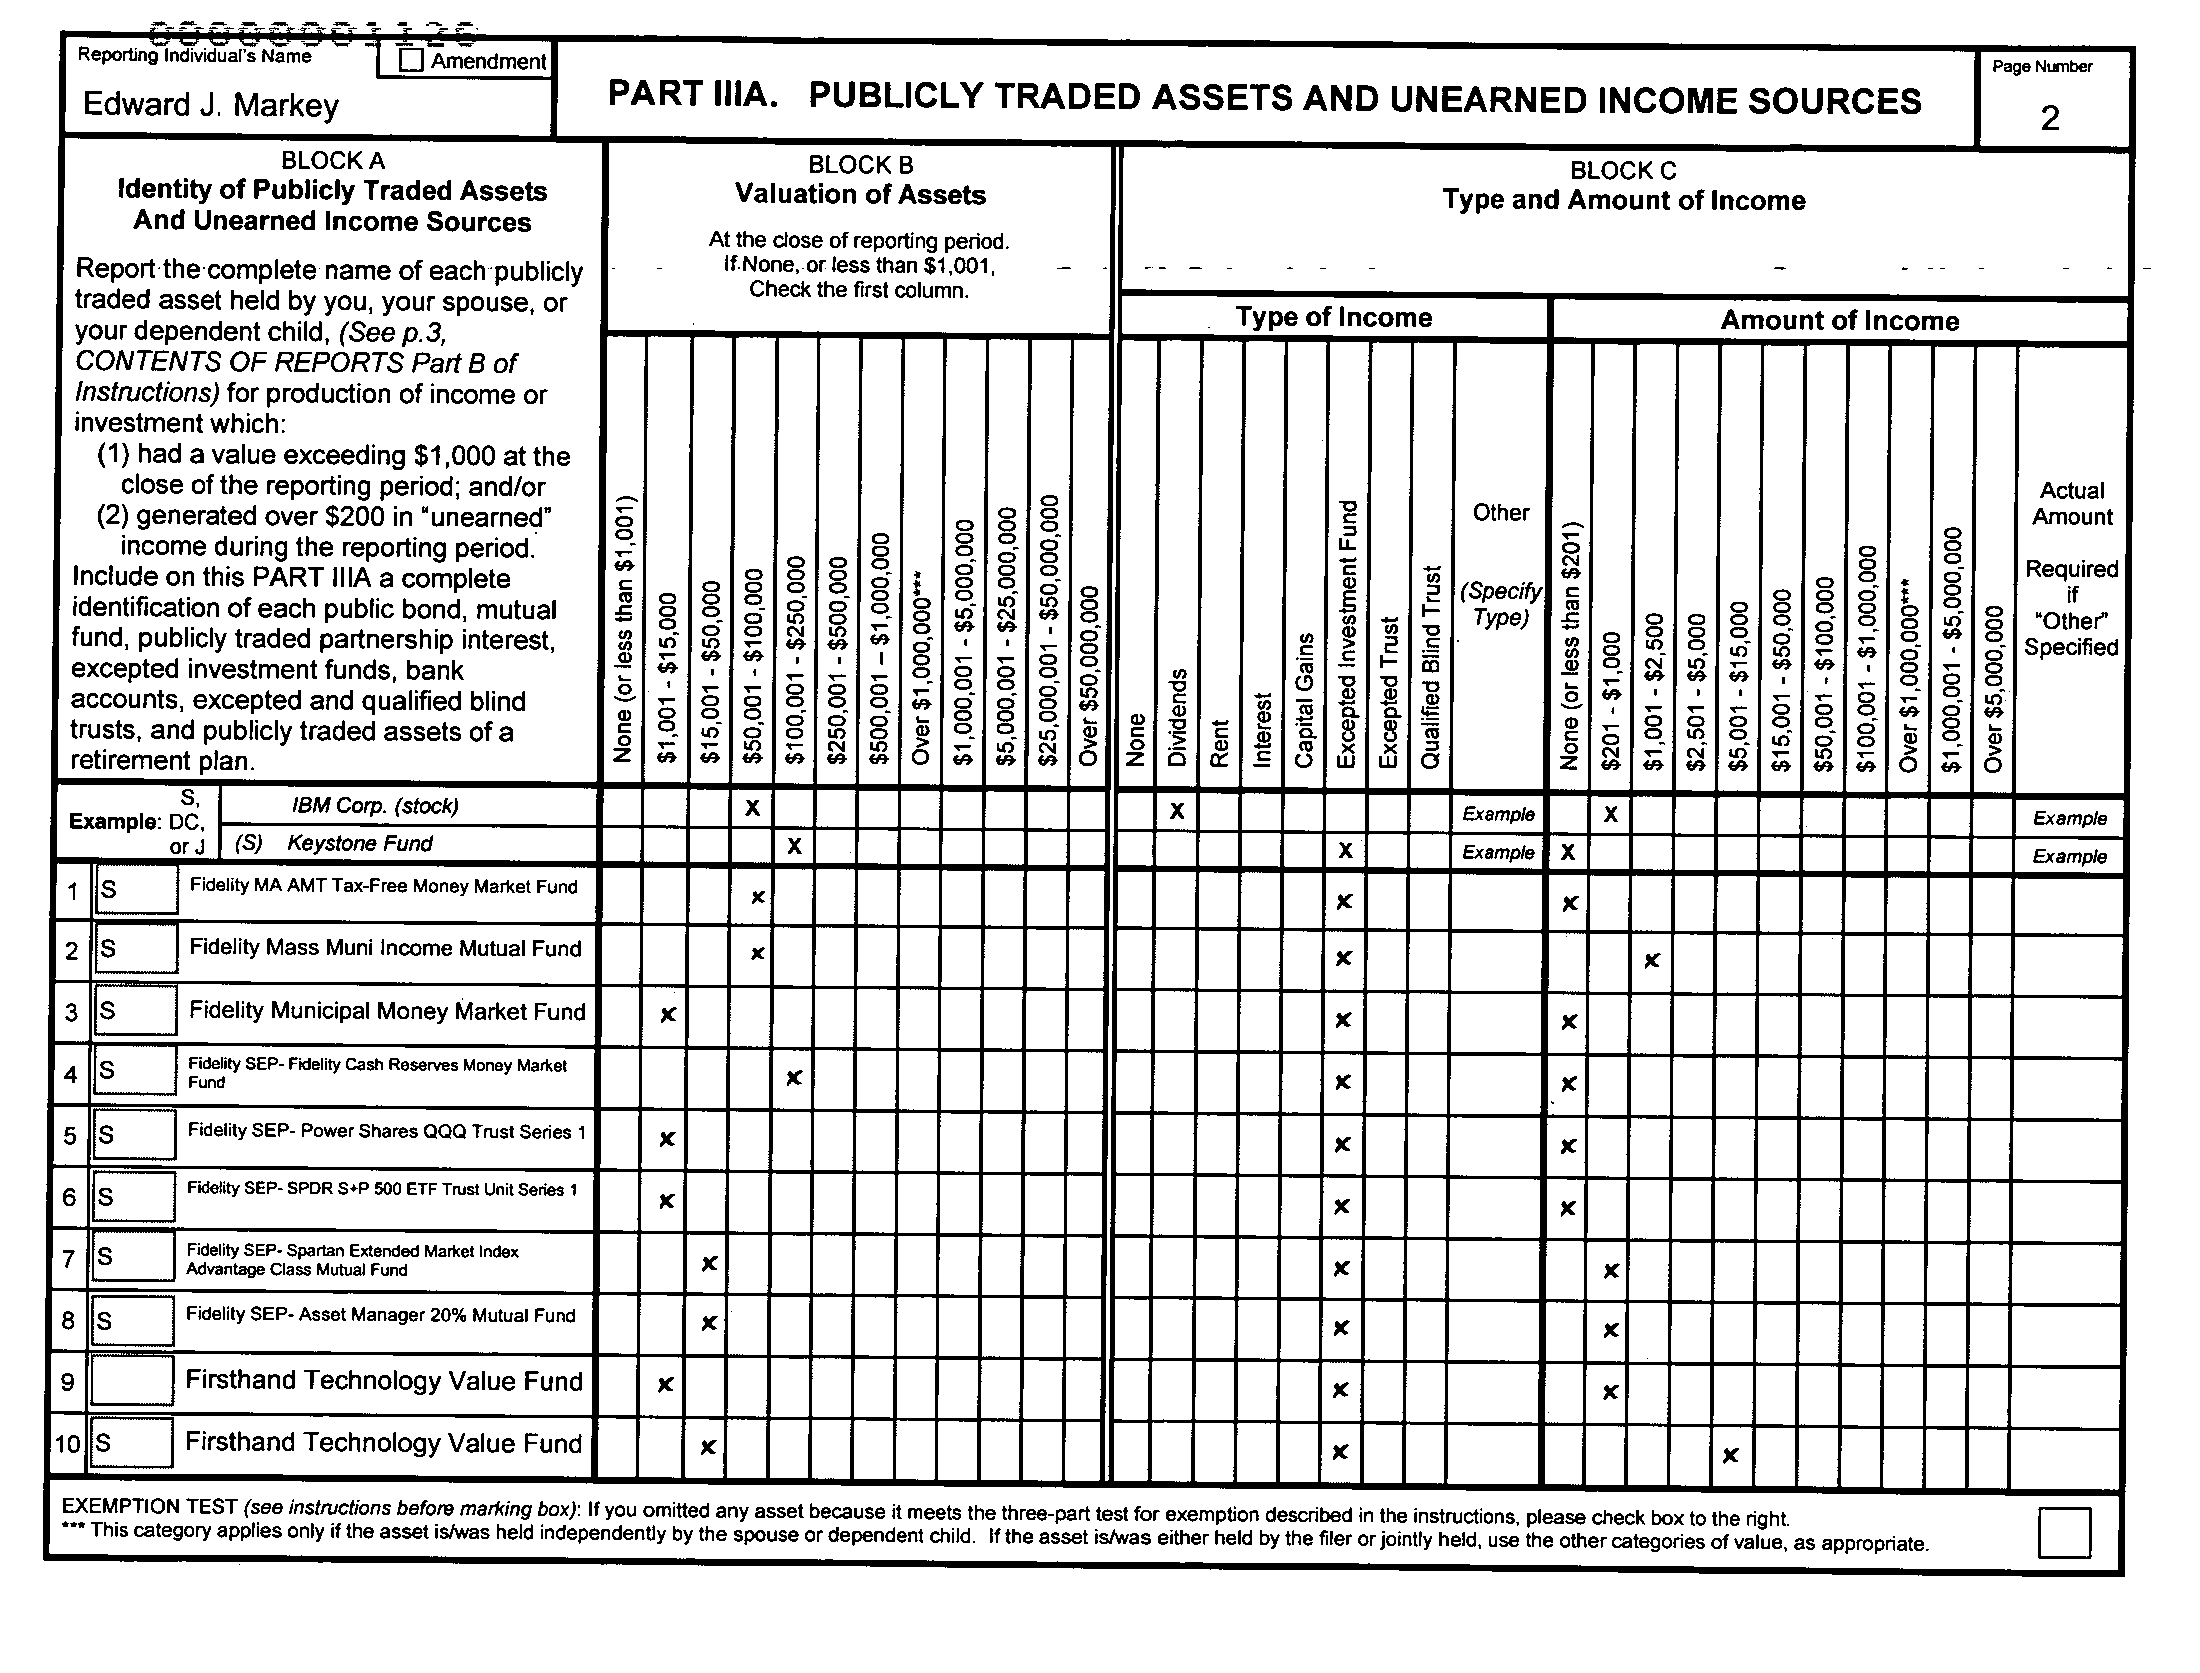 0000001126
Reporting Individual's Name
Amendment
Edward J. Markey
PART IIIA. PUBLICLY TRADED ASSETS AND UNEARNED INCOME SOURCES
Page Number
2
BLOCK A
Identity of Publicly Traded Assets
And Unearned Income Sources
Report the complete name of each publicly
traded asset held by you, your spouse, or
your dependent child, (See p.3,
CONTENTS OF REPORTS Part B of
Instructions) for production of income or
investment which:
(1) had a value exceeding $1,000 at the
close of the reporting period; and/or
(2) generated over $200 in "unearned"
income during the reporting period.
Include on this PART IIIA a complete
identification of each public bond, mutual
fund, publicly traded partnership interest,
excepted investment funds, bank
accounts, excepted and qualified blind
trusts, and publicly traded assets of a
retirement plan.
BLOCK B
Valuation of Assets
At the close of reporting period.
If None, or less than $1,001,
Check the first column.
None (or less than $1,001)
$1,001 - $15,000
$15,001 - $50,000
$50,001 - $100,000
$100,001 - $250,000
$250,001 - $500,000
$500,001 – $1,000,000
Over $1,000,000***
$1,000,001 - $5,000,000
$5,000,001 - $25,000,000
$25,000,001 - $50,000,000
Over $50,000,000
BLOCK C
Type and Amount of Income
Type of Income
None
Dividends
Rent
Interest
Capital Gains
Excepted Investment Fund
Excepted Trust
Qualified Blind Trust
Other
(Specify
Type)
Amount of Income
None (or less than $201)
$201 - $1,000
$1,001 - $2,500
$2,501 - $5,000
$5,001 - $15,000
$15,001 - $50,000
$50,001 - $100,000
$100,001 - $1,000,000
Over $1,000,000***
$1,000,001 - $5,000,000
Over $5,000,000
Actual
Amount
Required
if
"Other"
Specified
Example: S, DC, or J
IBM Corp. (stock) X X Example X Example
(S) Keystone Fund X X Example X Example
1 S Fidelity MA AMT Tax-Free Money Market Fund x x x
2 S Fidelity Mass Muni Income Mutual Fund x x x
3 S Fidelity Municipal Money Market Fund x x x
4 S Fidelity SEP- Fidelity Cash Reserves Money Market
Fund x x x
5 S Fidelity SEP- Power Shares QQQ Trust Series 1 x x x
6 S Fidelity SEP- SPDR S+P 500 ETF Trust Unit Series 1 x x x
7 S Fidelity SEP- Spartan Extended Market Index
Advantage Class Mutual Fund x x x
8 S Fidelity SEP- Asset Manager 20% Mutual Fund x x x
9 Firsthand Technology Value Fund x x x
10 S Firsthand Technology Value Fund x x x
EXEMPTION TEST (see instructions before marking box): If you omitted any asset because it meets the three-part test for exemption described in the instructions, please check box to the right.
*** This category applies only if the asset is/was held independently by the spouse or dependent child. If the asset is/was either held by the filer or jointly held, use the other categories of value, as appropriate.